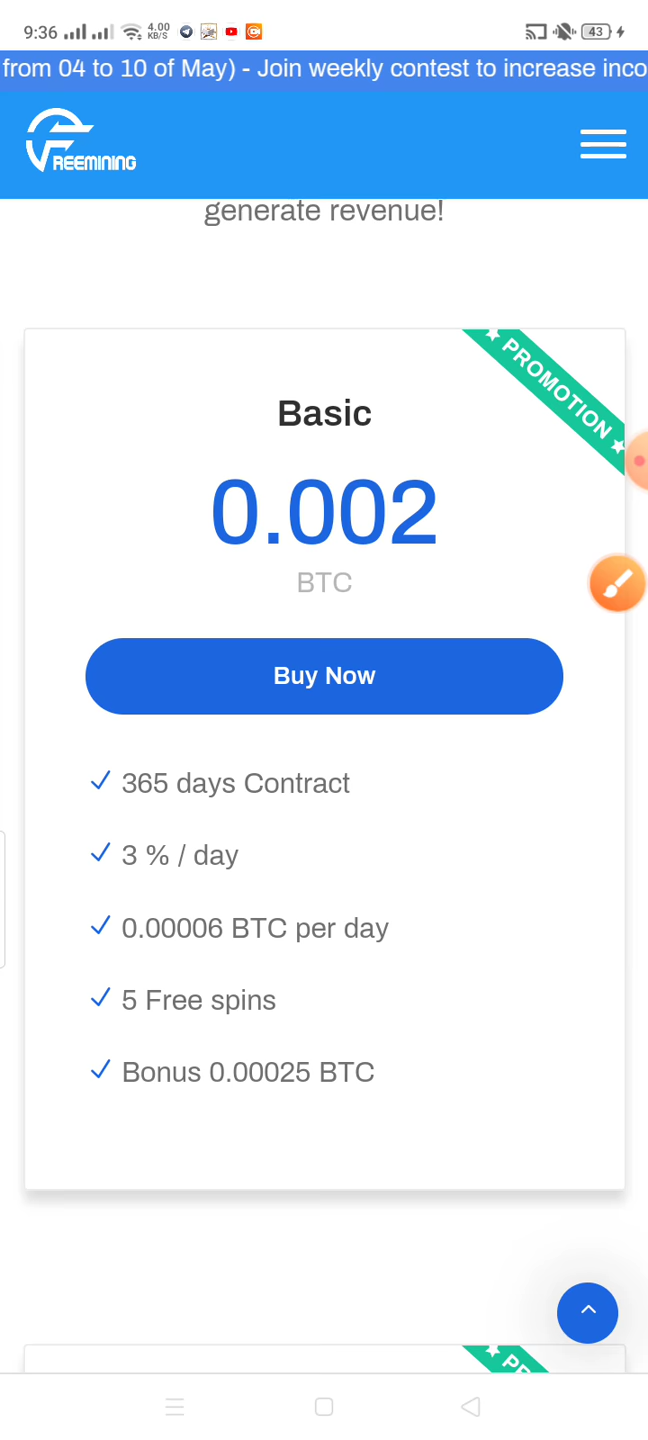 9:36 4.00 KB/S 43
from 04 to 10 of May) - Join weekly contest to increase inco
FREEMINING
generate revenue!
PROMOTION
Basic
0.002
BTC
Buy Now
365 days Contract
3 % / day
0.00006 BTC per day
5 Free spins
Bonus 0.00025 BTC
PR